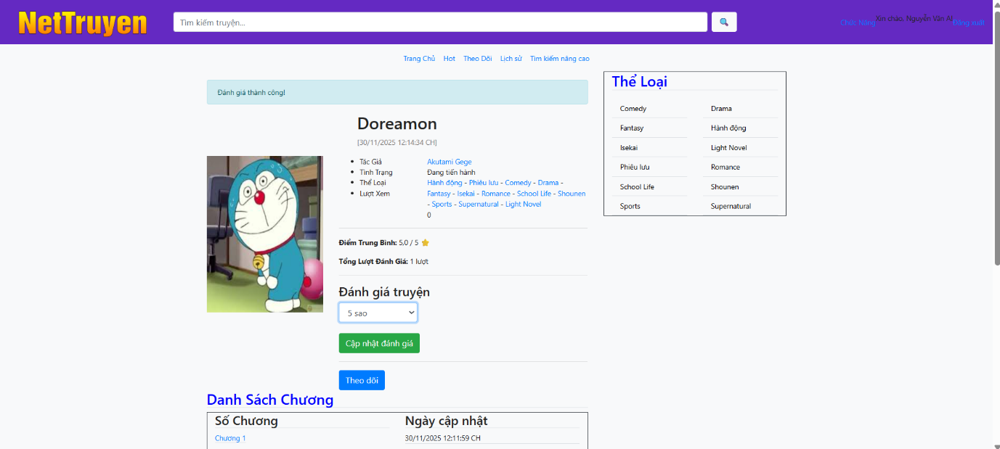 NetTruyen
Tìm kiếm truyện...
Chức Năng
Xin chào, Nguyễn Văn A!
Đăng xuất
Trang Chủ Hot Theo Dõi Lịch sử Tìm kiếm nâng cao
Đánh giá thành công!
Doreamon
[30/11/2025 12:14:34 CH]
Tác Giả Akutami Gege
Tình Trạng Đang tiến hành
Thể Loại Hành động - Phiêu lưu - Comedy - Drama -
Lượt Xem Fantasy - Isekai - Romance - School Life - Shounen
- Sports - Supernatural - Light Novel
0
Điểm Trung Bình: 5,0 / 5
Tổng Lượt Đánh Giá: 1 lượt
Đánh giá truyện
5 sao
Cập nhật đánh giá
Theo dõi
Danh Sách Chương
Số Chương Ngày cập nhật
Chương 1 30/11/2025 12:11:59 CH
Thể Loại
Comedy Drama
Fantasy Hành động
Isekai Light Novel
Phiêu lưu Romance
School Life Shounen
Sports Supernatural